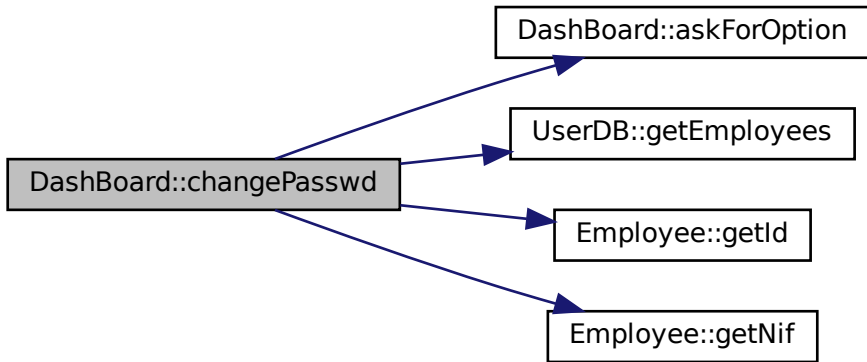 DashBoard::askForOption
UserDB::getEmployees
DashBoard::changePasswd
Employee::getId
Employee::getNif